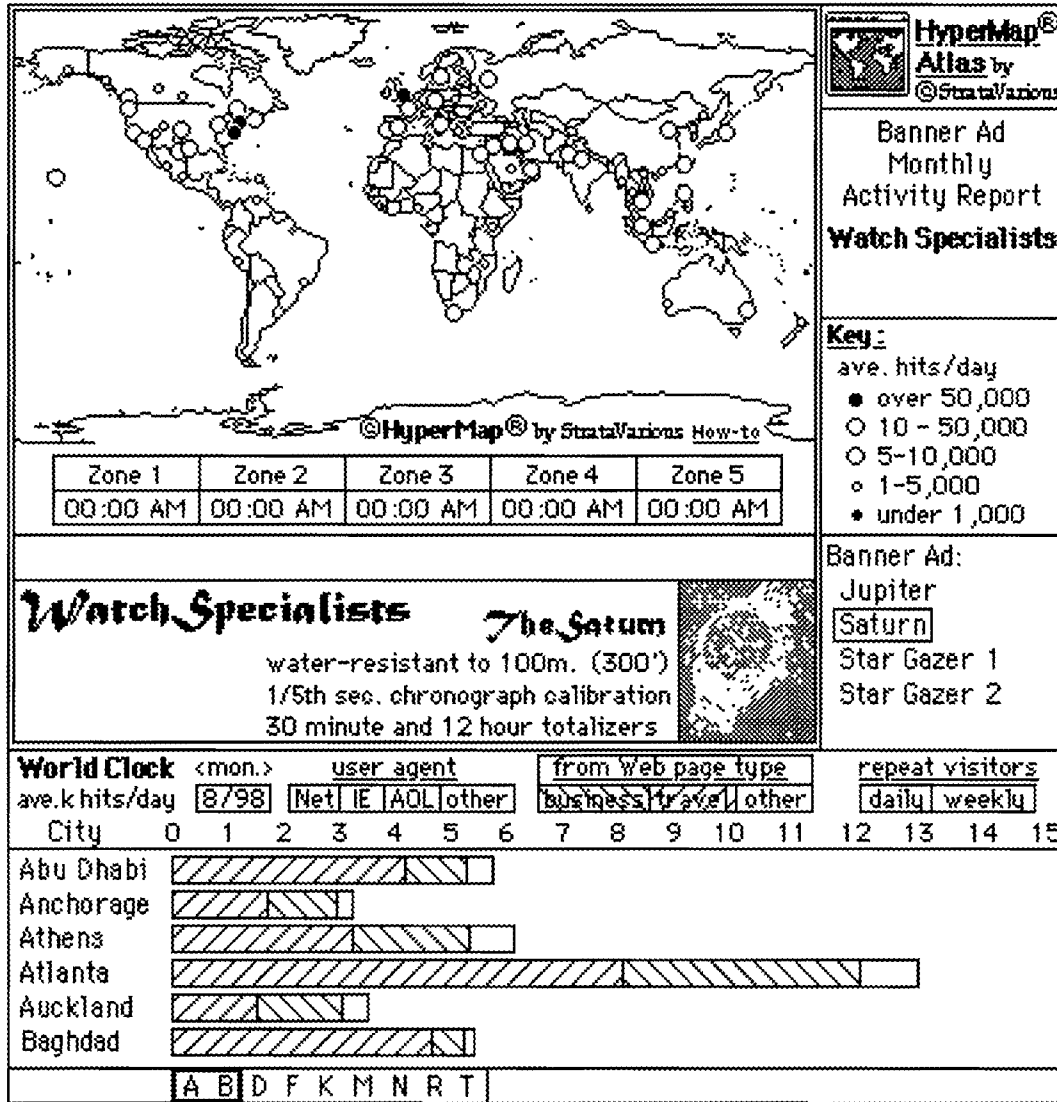 HyperMap®
Atlas by
©StrataVarious
Banner Ad
Monthly
Activity Report
Watch Specialists
Key:
ave. hits/day
over 50,000
10 - 50,000
5-10,000
1-5,000
under 1,000
©HyperMap® by StrataVarious How-to
Zone 1 Zone 2 Zone 3 Zone 4 Zone 5
00:00 AM 00:00 AM 00:00 AM 00:00 AM 00:00 AM
Banner Ad:
Jupiter
Saturn
Star Gazer 1
Star Gazer 2
Watch Specialists
The Saturn
water-resistant to 100m. (300')
1/5th sec. chronograph calibration
30 minute and 12 hour totalizers
World Clock <mon.> user agent from Web page type repeat visitors
ave.k hits/day 8/98 Net IE AOL other business travel other daily weekly
City 0 1 2 3 4 5 6 7 8 9 10 11 12 13 14 15
Abu Dhabi
Anchorage
Athens
Atlanta
Auckland
Baghdad
A B D F K M N R T